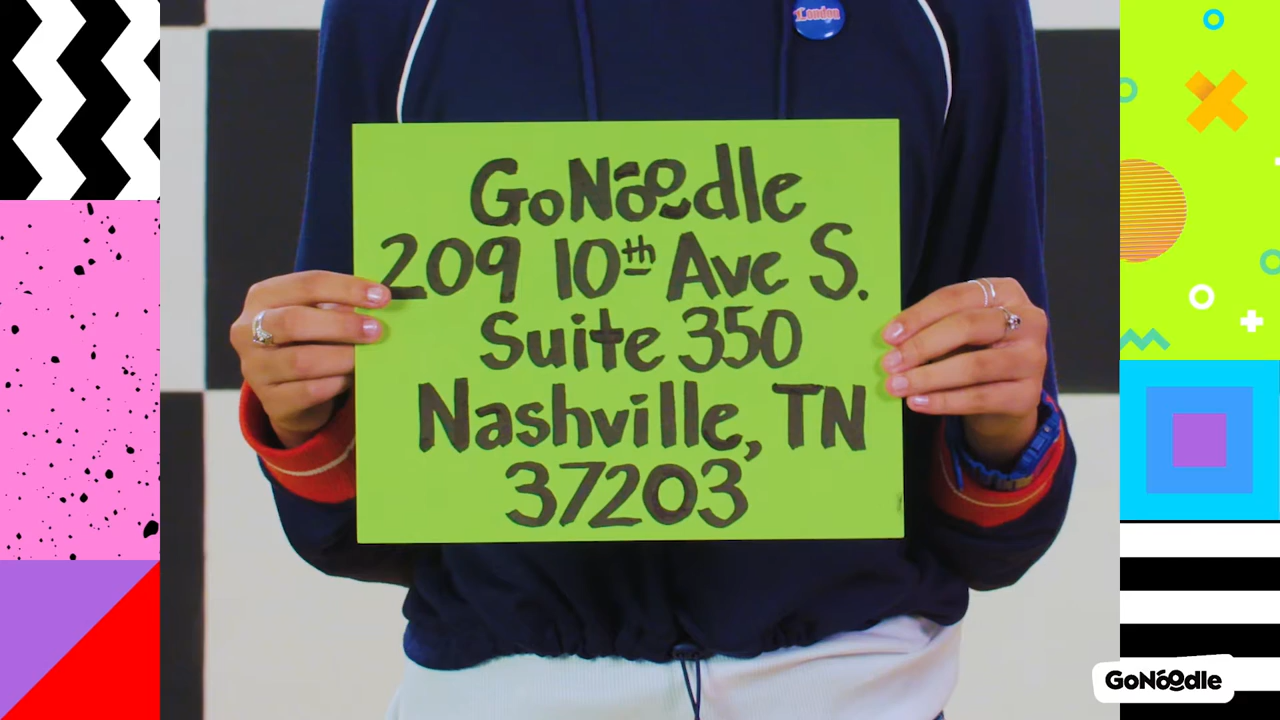 London
GoNoodle
209 10th Ave S.
Suite 350
Nashville, TN
37203
GoNoodle